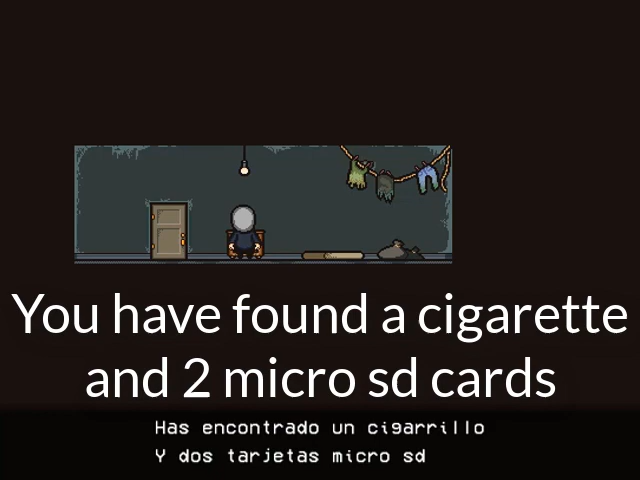 You have found a cigarette
and 2 micro sd cards
Has encontrado un cigarrillo
Y dos tarjetas micro sd